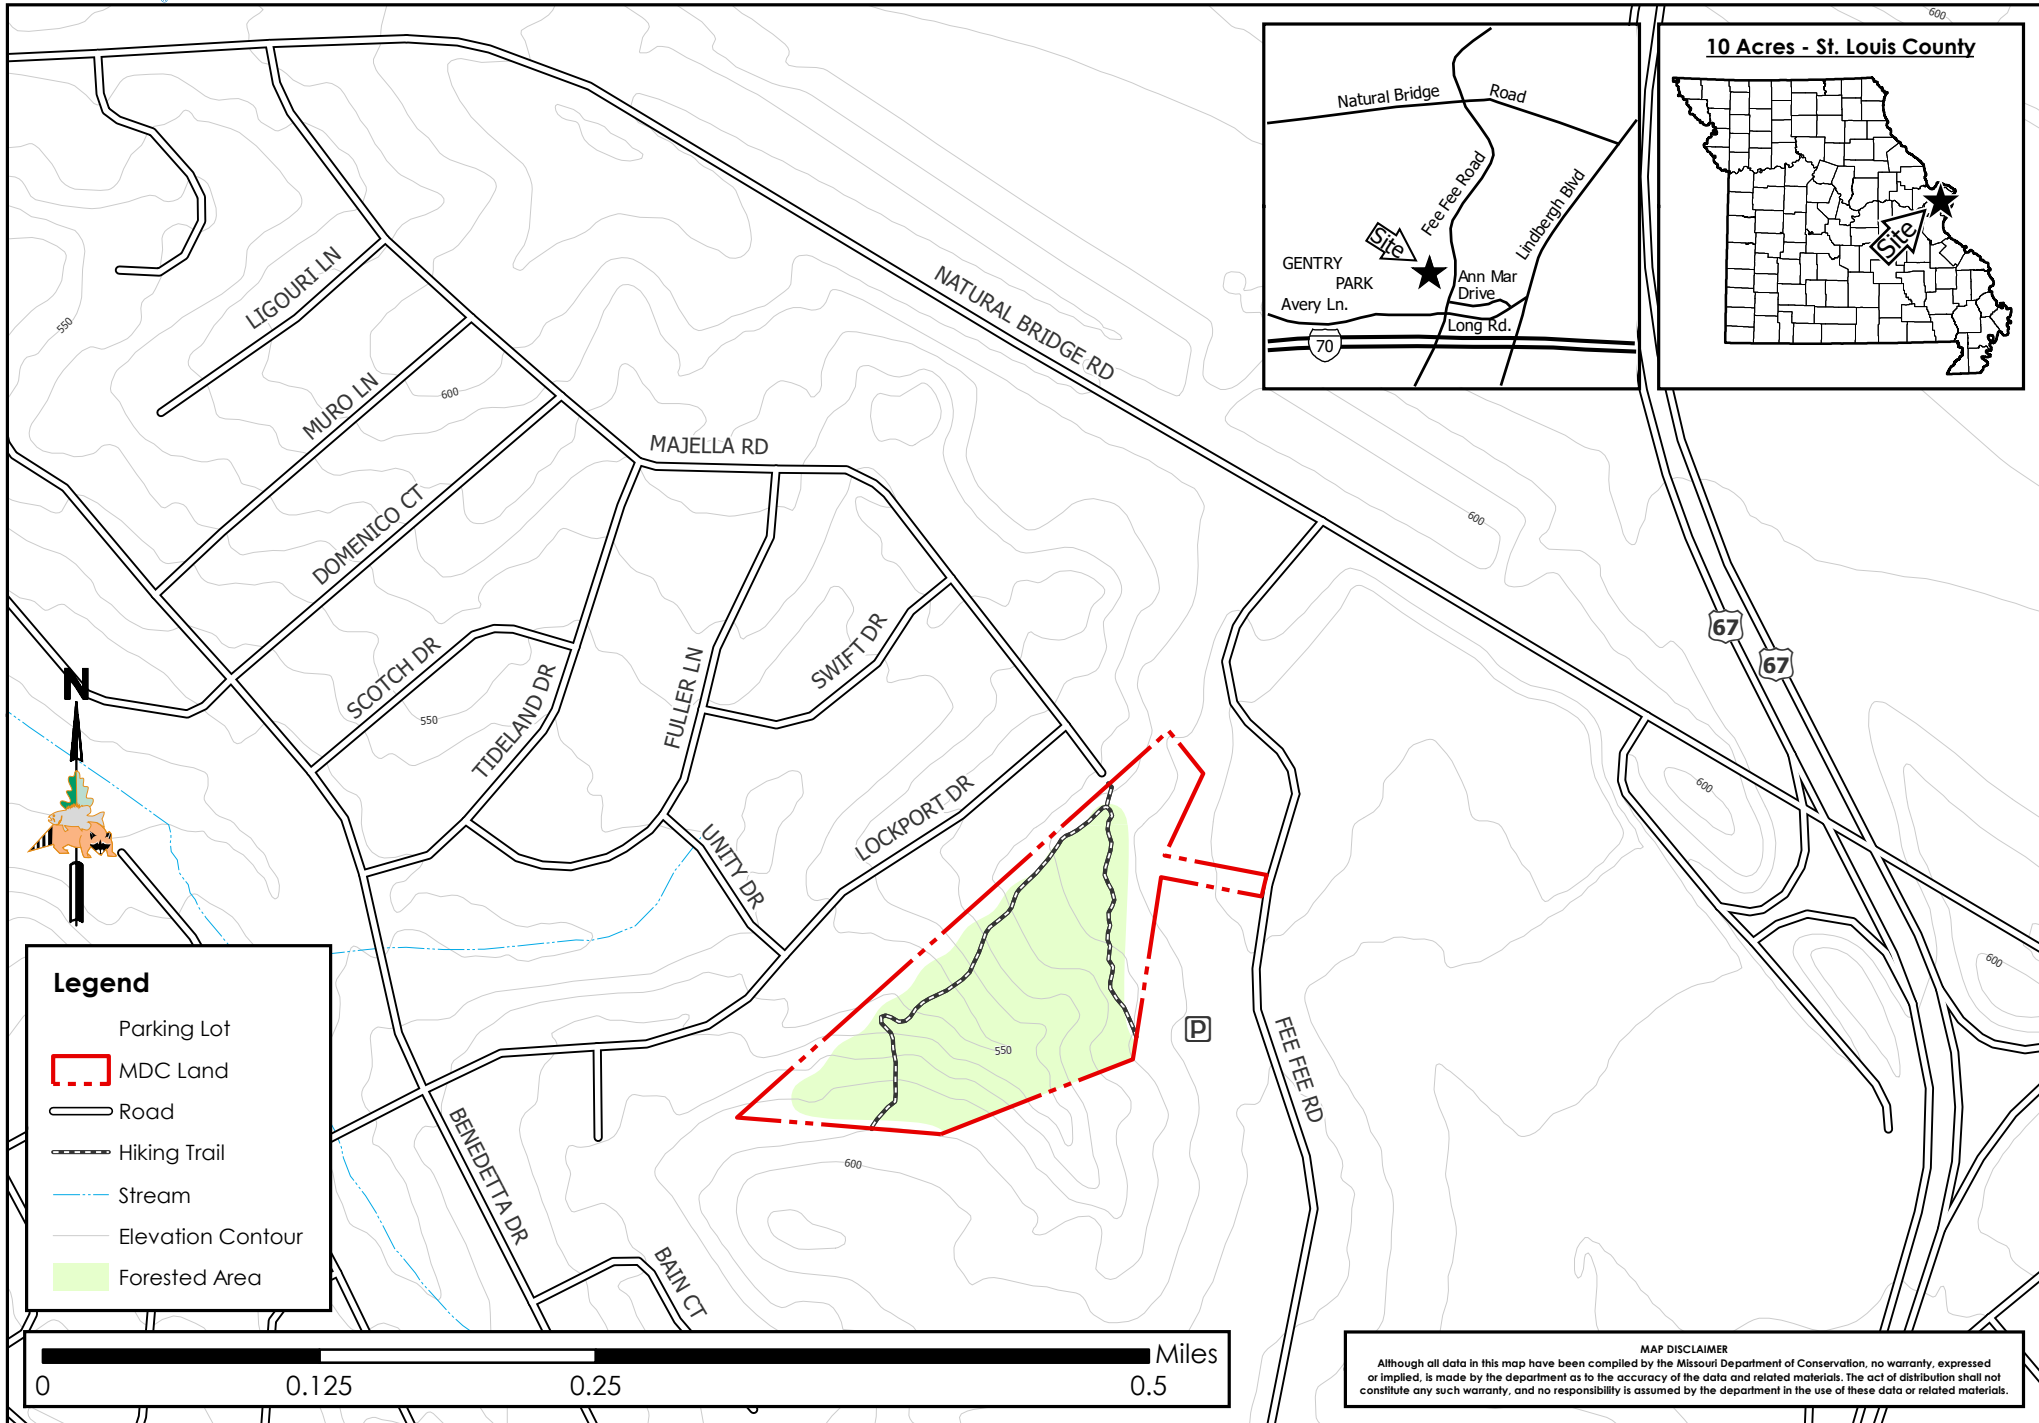 600
10 Acres - St. Louis County
Natural Bridge
Road
Fee Fee Road
Lindbergh Blvd
Site
GENTRY
PARK
Ann Mar
Drive
Avery Ln.
Long Rd.
70
Site
LIGOURI LN
550
MURO LN
600
NATURAL BRIDGE RD
MAJELLA RD
DOMENICO CT
600
SCOTCH DR
550
TIDELAND DR
FULLER LN
SWIFT DR
67
67
N
UNITY DR
LOCKPORT DR
600
600
550
P
FEE FEE RD
BENEDETTA DR
600
BAIN CT
Legend
Parking Lot
MDC Land
Road
Hiking Trail
Stream
Elevation Contour
Forested Area
Miles
0
0.125
0.25
0.5
MAP DISCLAIMER
Although all data in this map have been compiled by the Missouri Department of Conservation, no warranty, expressed
or implied, is made by the department as to the accuracy of the data and related materials. The act of distribution shall not
constitute any such warranty, and no responsibility is assumed by the department in the use of these data or related materials.